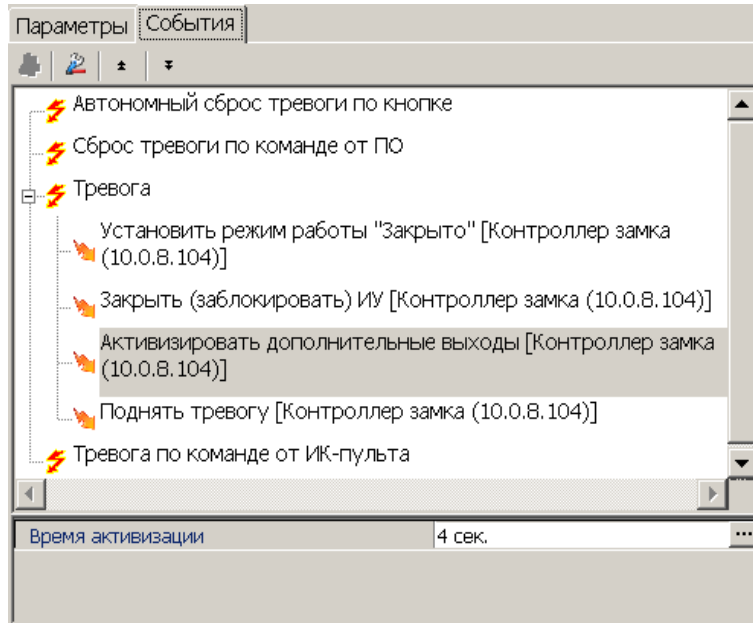 Параметры События
Автономный сброс тревоги по кнопке
Сброс тревоги по команде от ПО
Тревога
Установить режим работы "Закрыто" [Контроллер замка
(10.0.8.104)]
Закрыть (заблокировать) ИУ [Контроллер замка (10.0.8.104)]
Активизировать дополнительные выходы [Контроллер замка
(10.0.8.104)]
Поднять тревогу [Контроллер замка (10.0.8.104)]
Тревога по команде от ИК-пульта
Время активизации 4 сек. ...